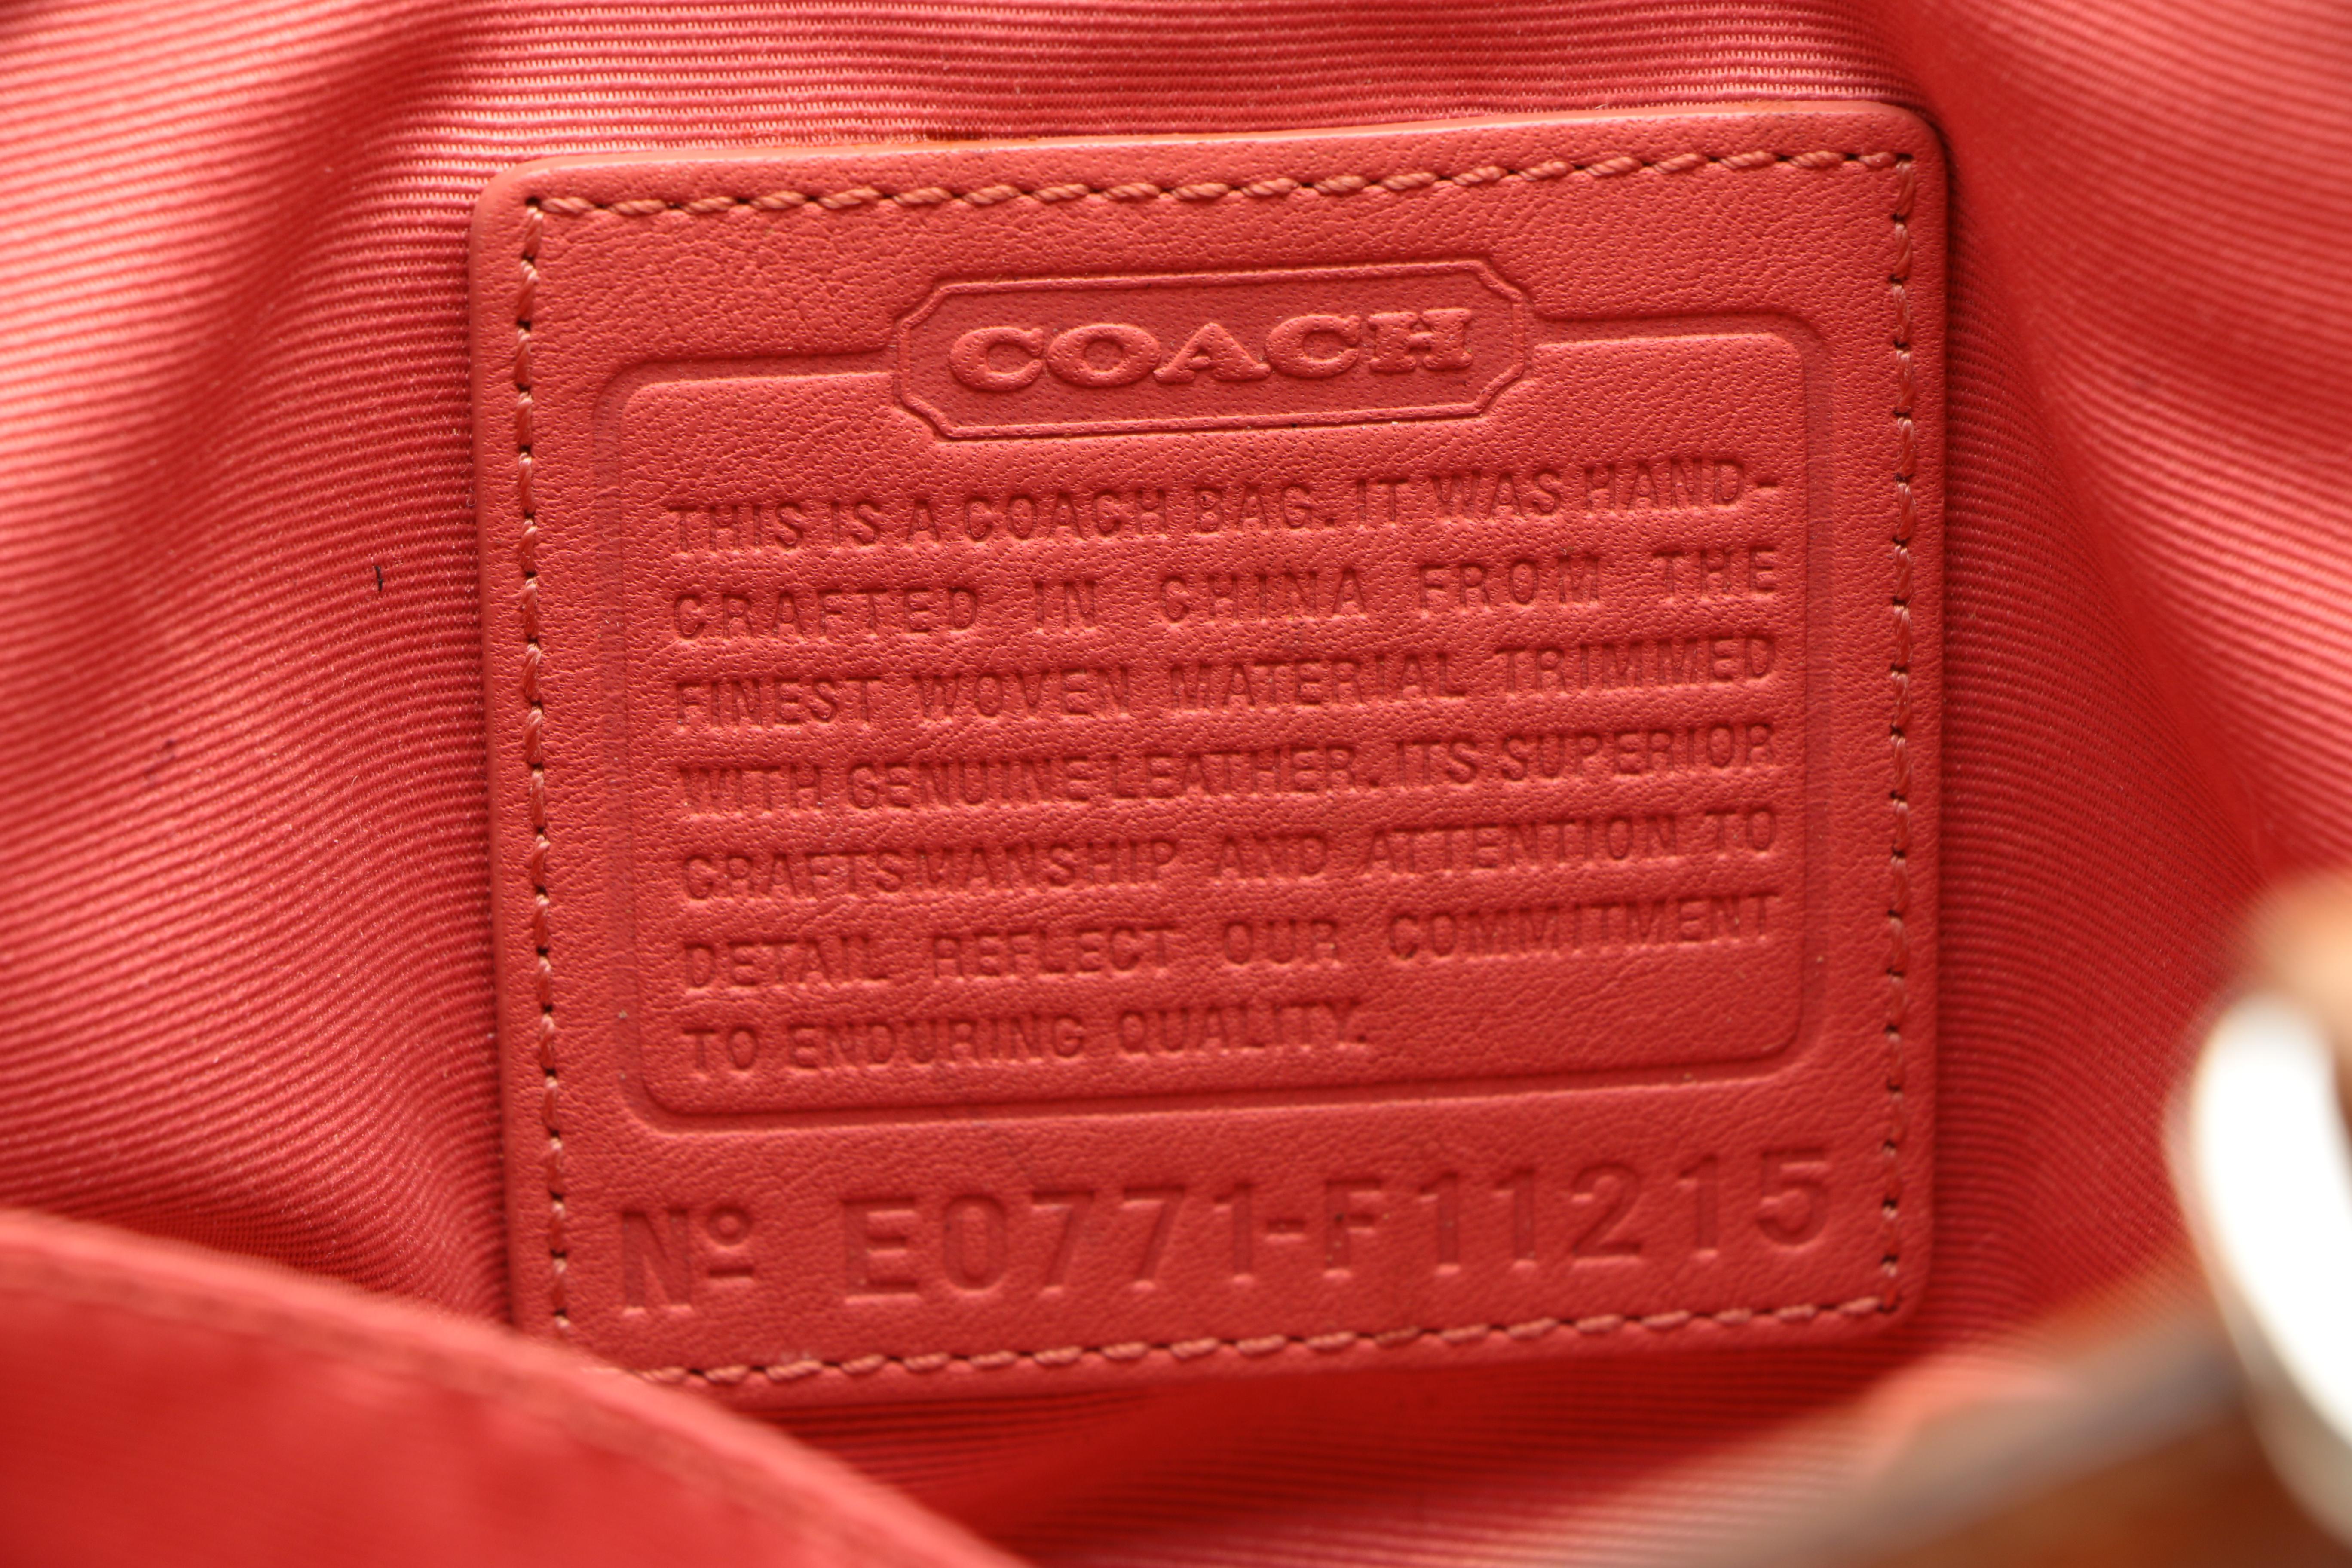 COACH
THIS IS A COACH BAG. IT WAS HAND-
CRAFTED IN CHINA FROM THE
FINEST WOVEN MATERIAL TRIMMED
WITH GENUINE LEATHER. ITS SUPERIOR
CRAFTSMANSHIP AND ATTENTION TO
DETAIL REFLECT OUR COMMITMENT
TO ENDURING QUALITY.
Nº E0771-F11215